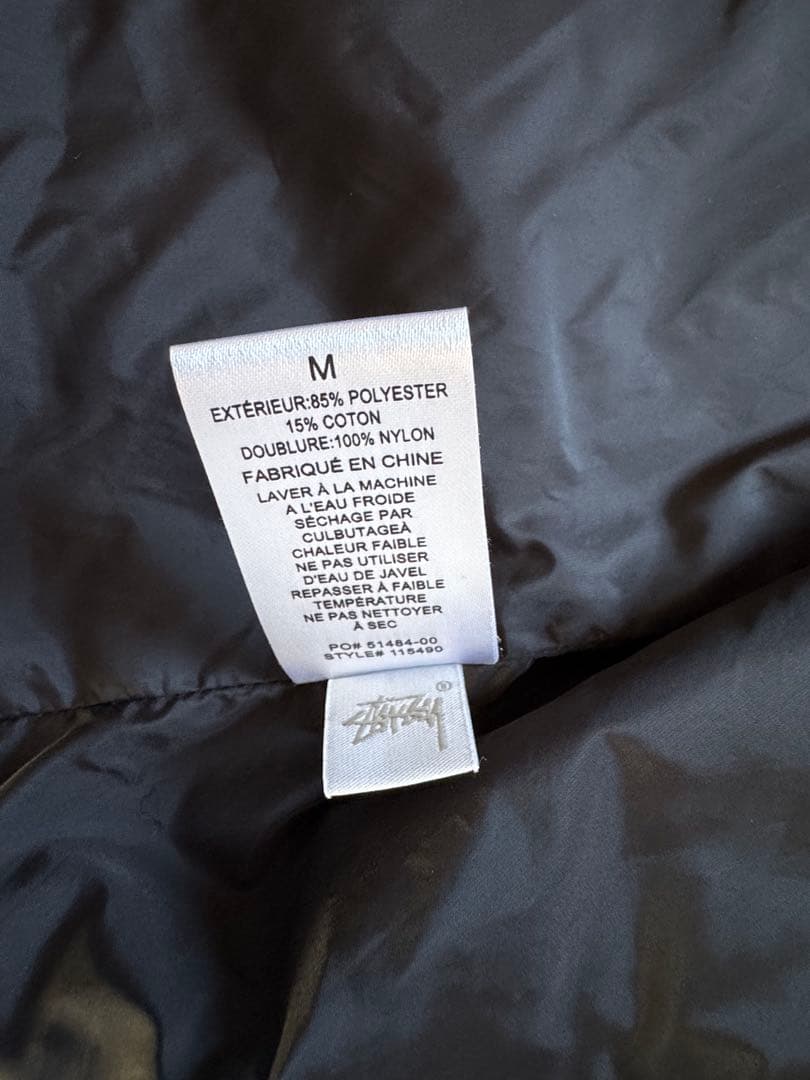 M
EXTÉRIEUR:85% POLYESTER
15% COTON
DOUBLURE:100% NYLON
FABRIQUÉ EN CHINE
LAVER À LA MACHINE
A L'EAU FROIDE
SÉCHAGE PAR
CULBUTAGEÀ
CHALEUR FAIBLE
NE PAS UTILISER
D'EAU DE JAVEL
REPASSER À FAIBLE
TEMPÉRATURE
NE PAS NETTOYER
À SEC
PO# 51484-00
STYLE# 115490
STÜSSY ®